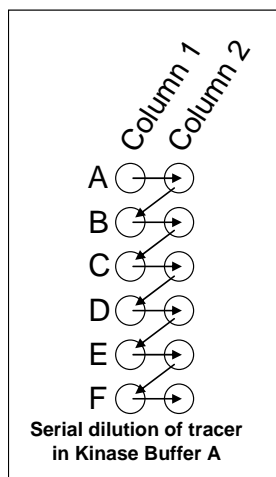 Column 1
Column 2
A
B
C
D
E
F
Serial dilution of tracer
in Kinase Buffer A